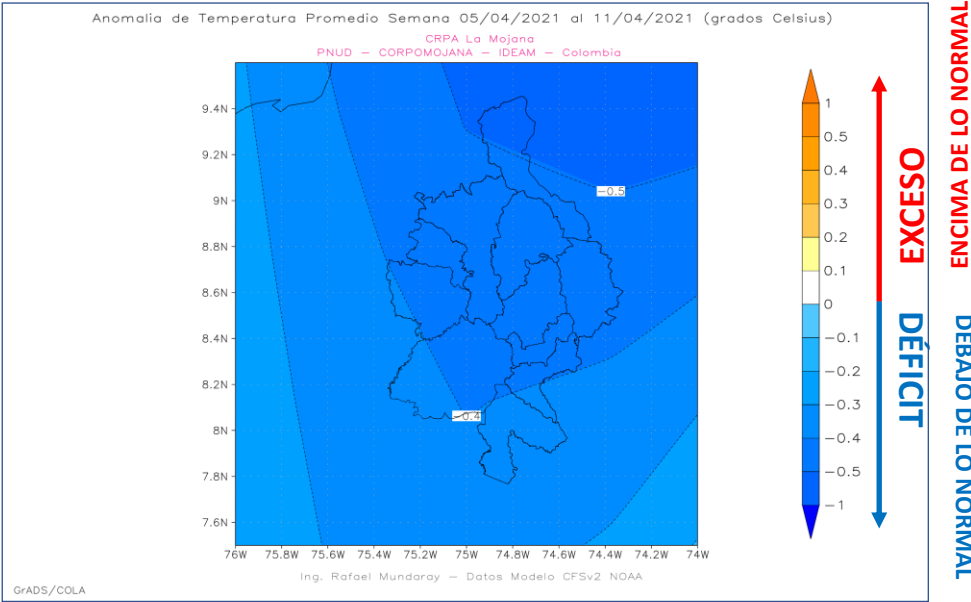 Anomalia de Temperatura Promedio Semana 05/04/2021 al 11/04/2021 (grados Celsius)
CRPA La Mojana
PNUD – CORPOMOJANA – IDEAM – Colombia
9.4N
9.2N
9N
8.8N
8.6N
8.4N
8.2N
8N
7.8N
7.6N
−0.5
−0.4
76W 75.8W 75.6W 75.4W 75.2W 75W 74.8W 74.6W 74.4W 74.2W 74W
1
0.5
0.4
0.3
0.2
0.1
0
−0.1
−0.2
−0.3
−0.4
−0.5
−1
EXCESO
DÉFICIT
ENCIMA DE LO NORMAL
DEBAJO DE LO NORMAL
Ing. Rafael Mundaray – Datos Modelo CFSv2 NOAA
GrADS/COLA